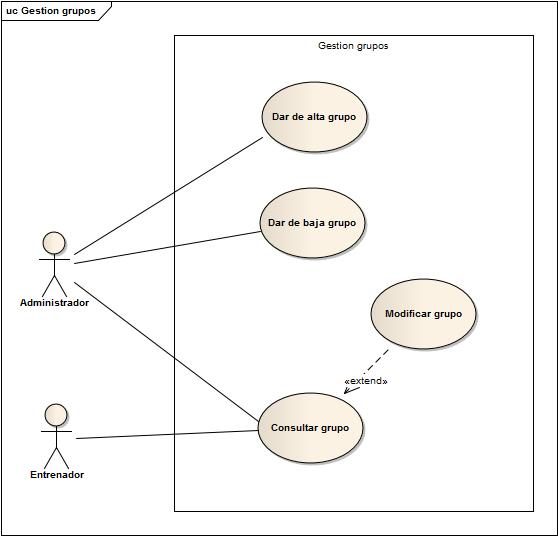 uc Gestion grupos
Gestion grupos
Dar de alta grupo
Dar de baja grupo
Administrador
Modificar grupo
«extend»
Consultar grupo
Entrenador